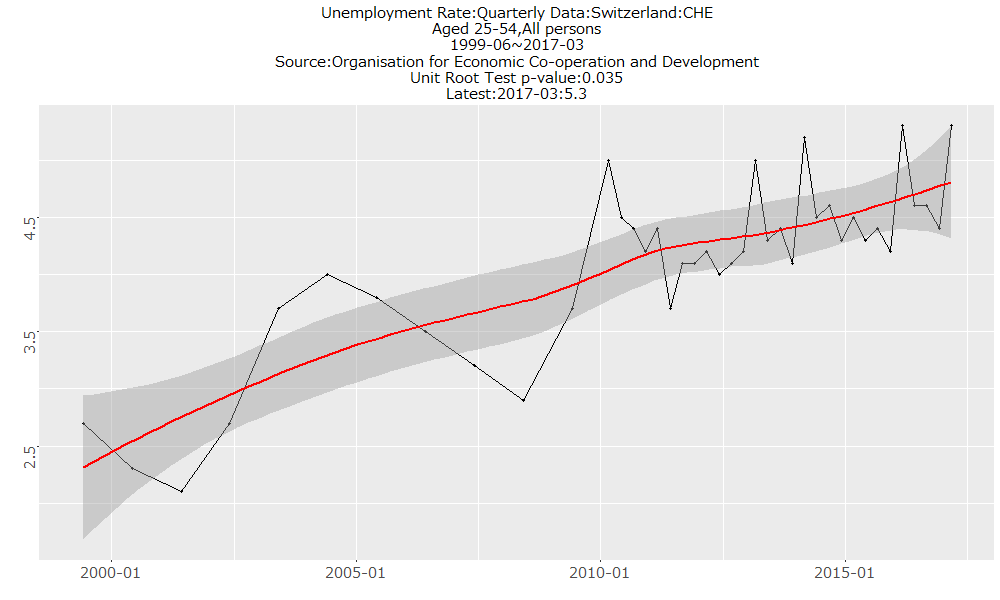 Unemployment Rate:Quarterly Data:Switzerland:CHE
Aged 25-54,All persons
1999-06~2017-03
Source:Organisation for Economic Co-operation and Development
Unit Root Test p-value:0.035
Latest:2017-03:5.3
4.5
3.5
2.5
2000-01 2005-01 2010-01 2015-01